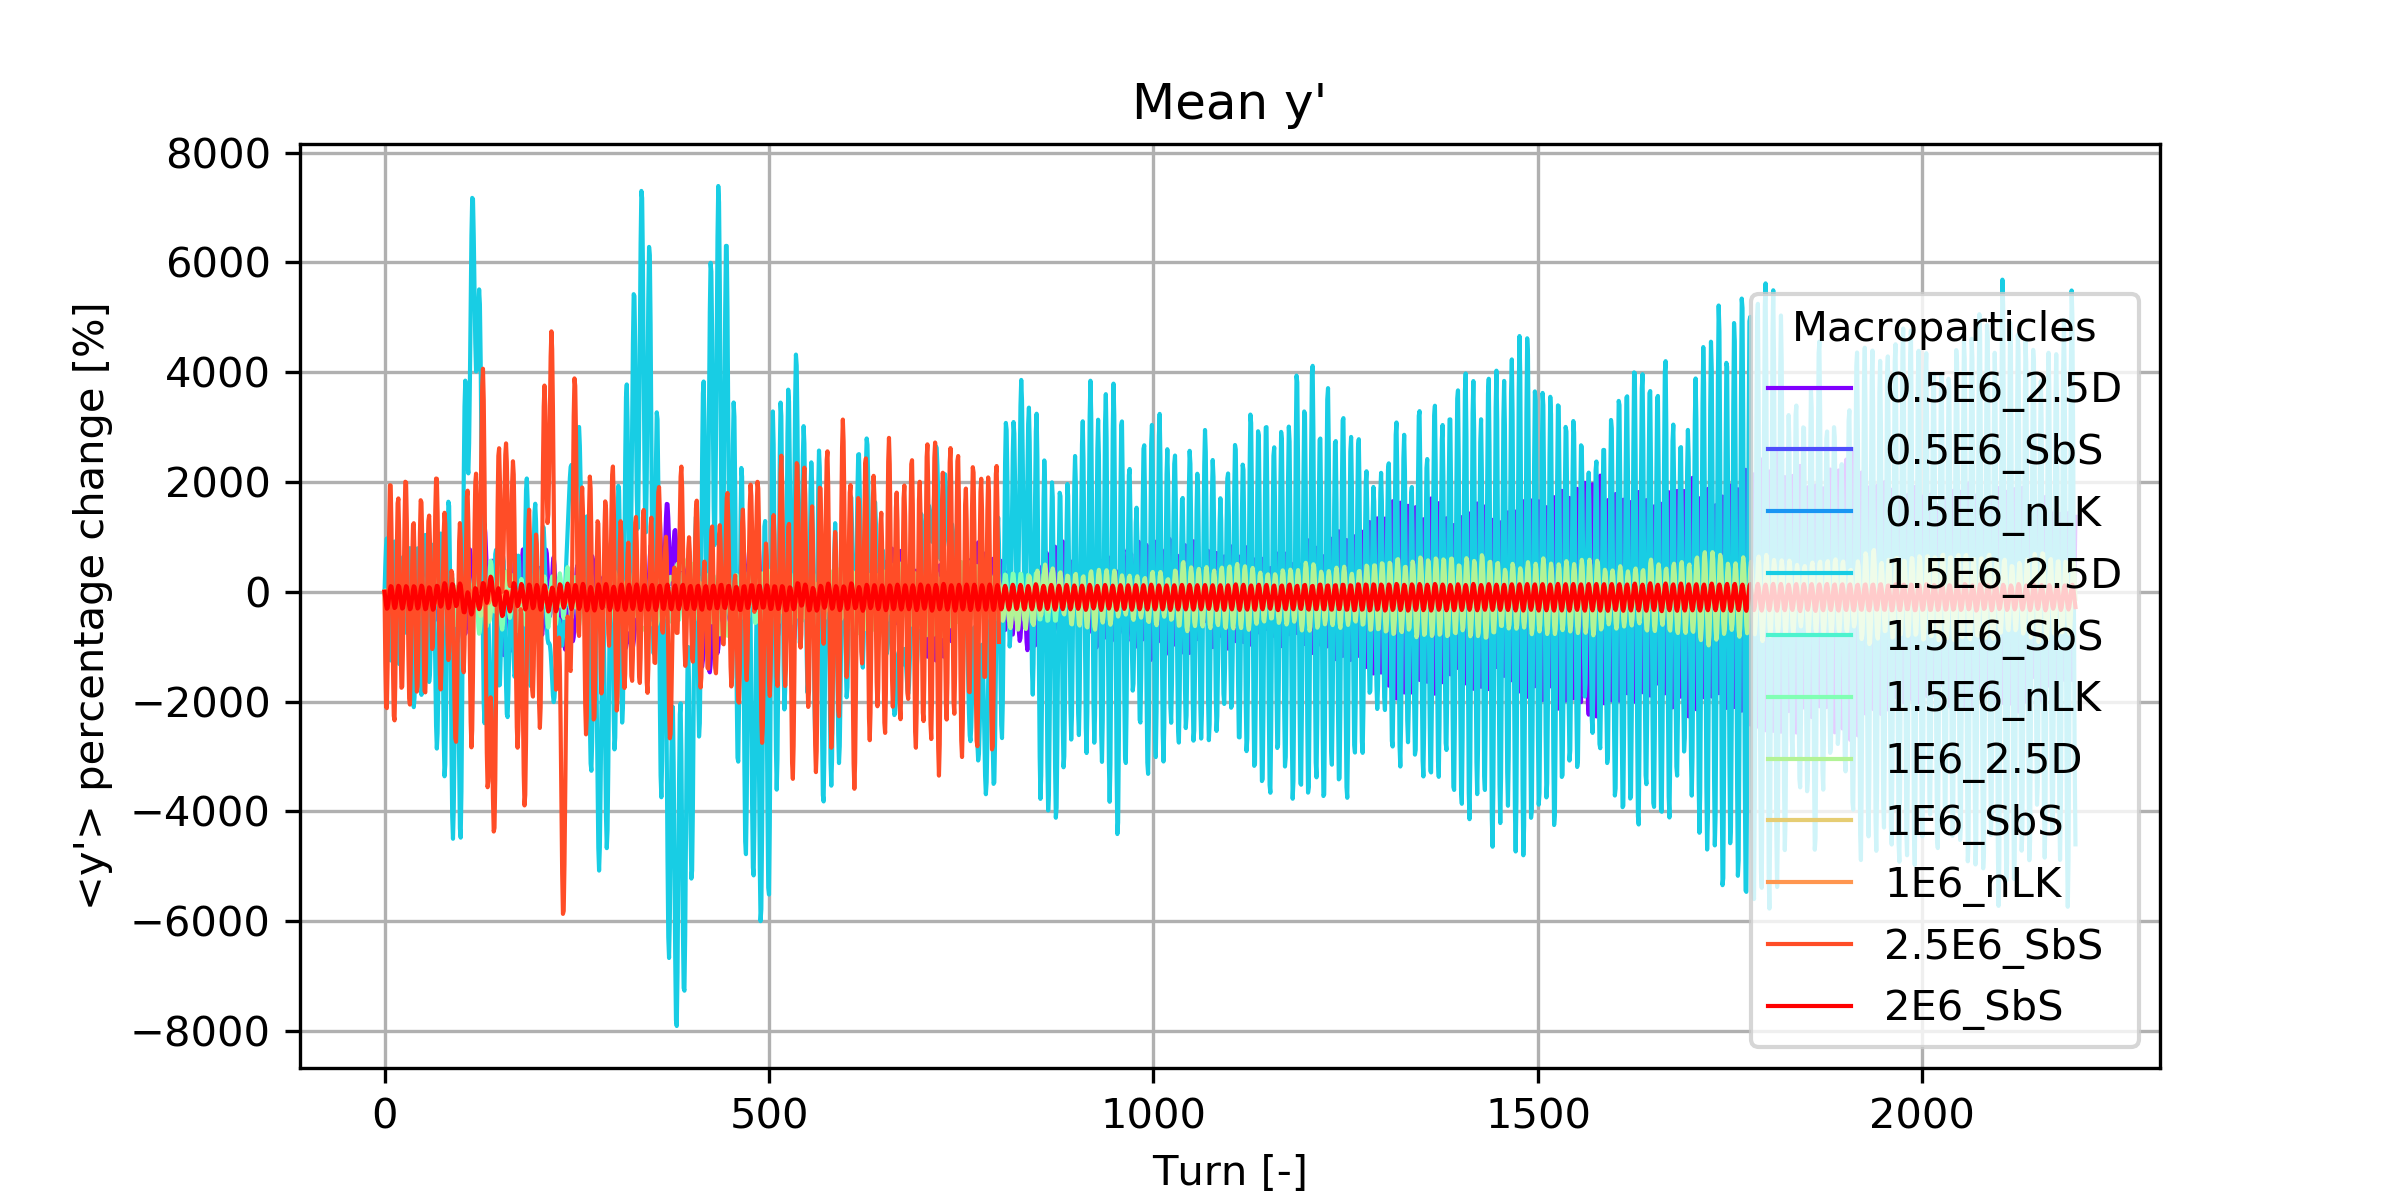 Mean y'
<y'> percentage change [%]
8000
6000
4000
2000
0
−2000
−4000
−6000
−8000
Macroparticles
0.5E6_2.5D
0.5E6_SbS
0.5E6_nLK
1.5E6_2.5D
1.5E6_SbS
1.5E6_nLK
1E6_2.5D
1E6_SbS
1E6_nLK
2.5E6_SbS
2E6_SbS
0 500 1000 1500 2000
Turn [-]